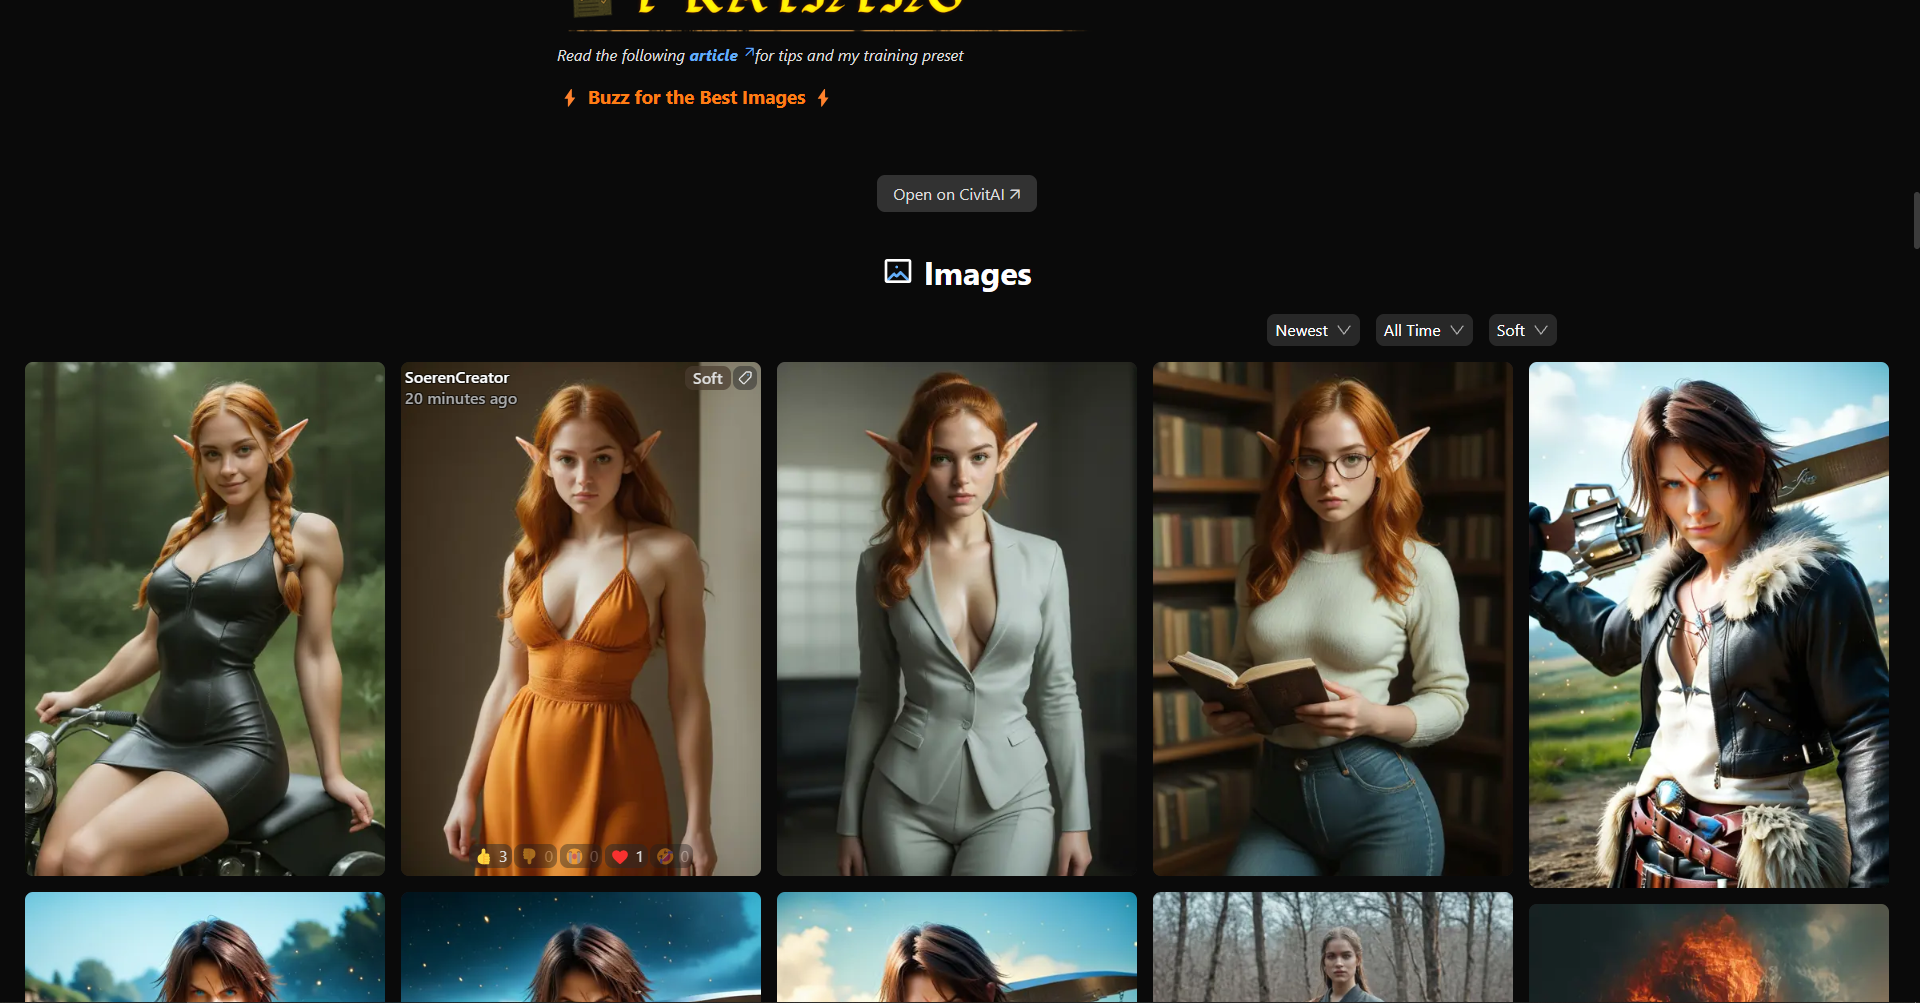 Read the following article for tips and my training preset
Buzz for the Best Images
Open on CivitAI
Images
Newest
All Time
Soft
SoerenCreator
20 minutes ago
Soft
3
0
0
1
0